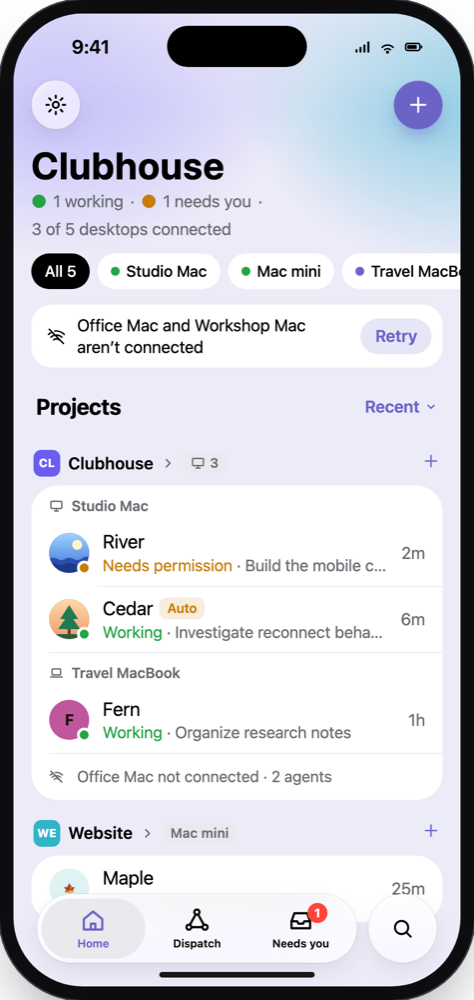 9:41
Clubhouse
1 working · 1 needs you ·
3 of 5 desktops connected
All 5
Studio Mac
Mac mini
Travel MacBo
Office Mac and Workshop Mac
aren't connected
Retry
Projects
Recent
CL Clubhouse 3
Studio Mac
River
Needs permission · Build the mobile c... 2m
Cedar Auto
Working · Investigate reconnect beha... 6m
Travel MacBook
F Fern
Working · Organize research notes 1h
Office Mac not connected · 2 agents
WE Website Mac mini
Maple
25m
Home
Dispatch
Needs you
1